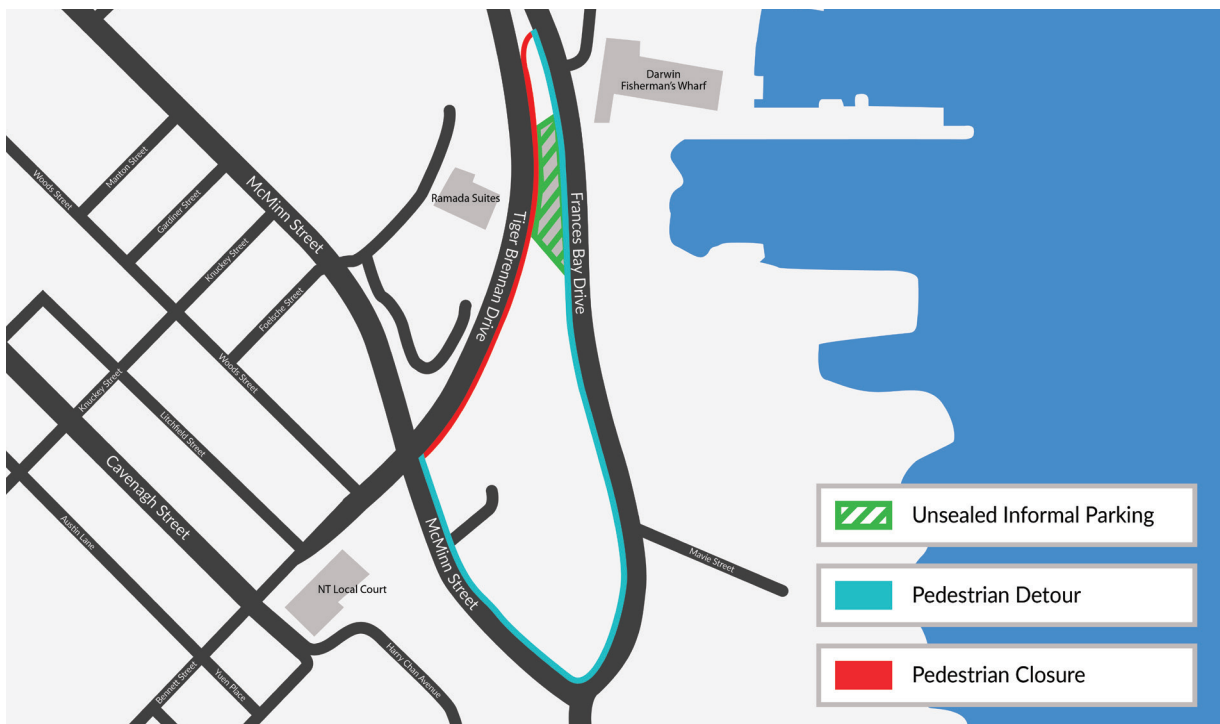 Darwin
Fisherman's Wharf
Manton Street
Woods Street
McMinn Street
Gardiner Street
Ramada Suites
Knuckey Street
Tiger Brennan Drive
Frances Bay Drive
Foelsche Street
Woods Street
Knuckey Street
Litchfield Street
Cavenagh Street
McMinn Street
Austin Lane
Mavie Street
NT Local Court
Harry Chan Avenue
Bennett Street
Yuen Place
Unsealed Informal Parking
Pedestrian Detour
Pedestrian Closure